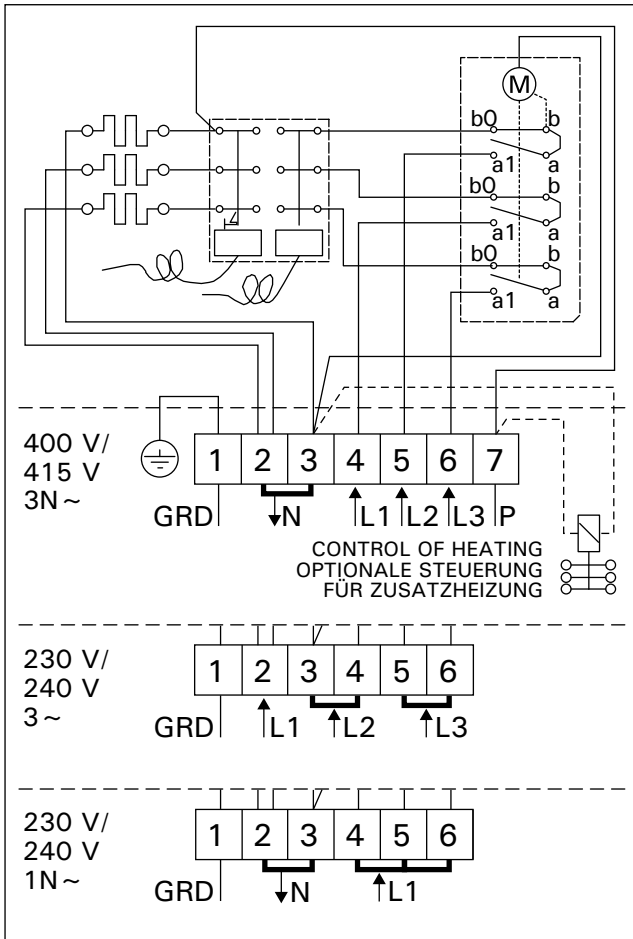 M
b0 b
a1 a
b0 b
a1 a
b0 b
a1 a
400 V/
415 V
3N~
1 2 3 4 5 6 7
GRD N L1 L2 L3 P
CONTROL OF HEATING
OPTIONALE STEUERUNG
FÜR ZUSATZHEIZUNG
230 V/
240 V
3~
1 2 3 4 5 6
GRD L1 L2 L3
230 V/
240 V
1N~
1 2 3 4 5 6
GRD N L1